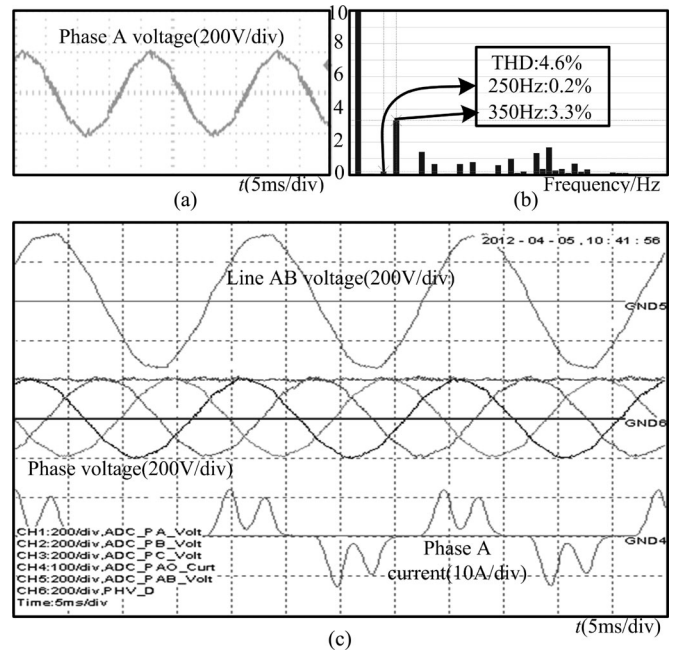 Phase A voltage(200V/div)
t(5ms/div)
(a)
10
8
6
4
2
0
THD:4.6%
250Hz:0.2%
350Hz:3.3%
Frequency/Hz
(b)
2012-04-05,10:41:56
Line AB voltage(200V/div)
GND5
GND6
Phase voltage(200V/div)
CH1:200/div,ADC_PA_Volt
CH2:200/div,ADC_PB_Volt
CH3:200/div,ADC_PC_Volt
CH4:100/div,ADC_PAO_Curt
CH5:200/div,ADC_PAB_Volt
CH6:200/div,PHV_D
Time:5ms/div
GND4
Phase A
current(10A/div)
t(5ms/div)
(c)